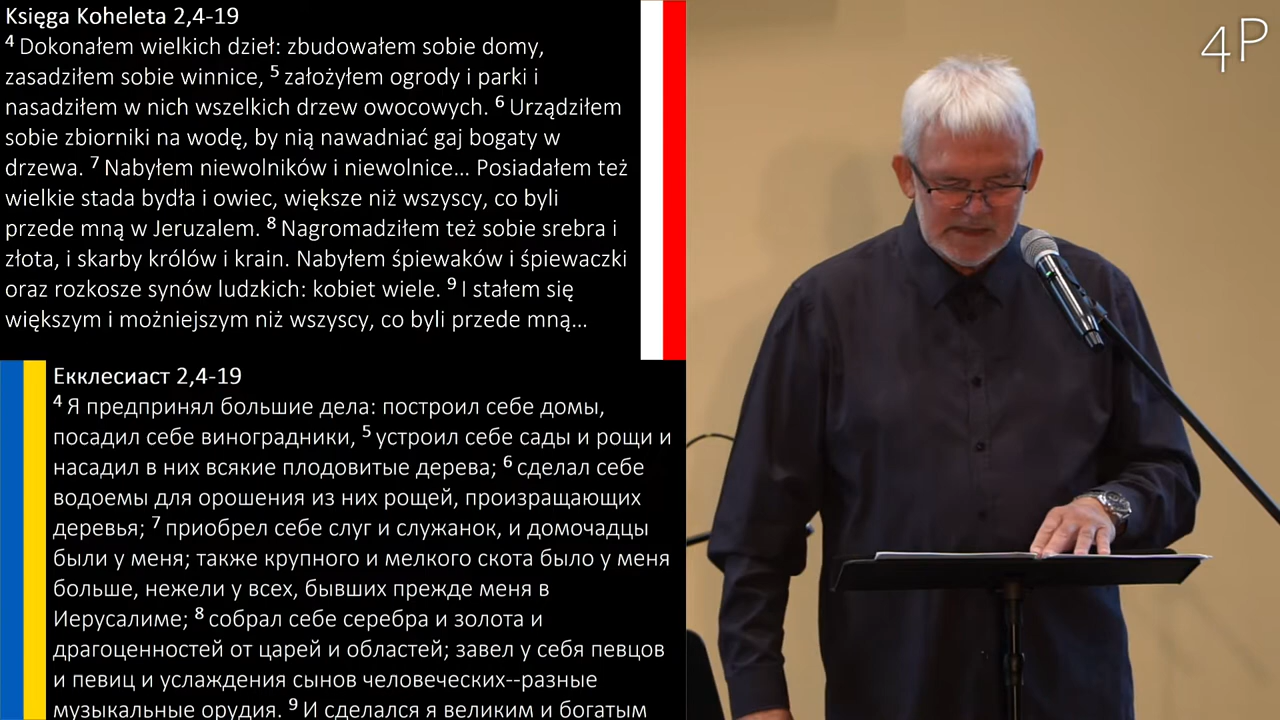 Księga Koheleta 2,4-19
4 Dokonałem wielkich dzieł: zbudowałem sobie domy,
zasadziłem sobie winnice, 5 założyłem ogrody i parki i
nasadziłem w nich wszelkich drzew owocowych. 6 Urządziłem
sobie zbiorniki na wodę, by nią nawadniać gaj bogaty w
drzewa. 7 Nabyłem niewolników i niewolnice... Posiadałem też
wielkie stada bydła i owiec, większe niż wszyscy, co byli
przede mną w Jeruzalem. 8 Nagromadziłem też sobie srebra i
złota, i skarby królów i krain. Nabyłem śpiewaków i śpiewaczki
oraz rozkosze synów ludzkich: kobiet wiele. 9 I stałem się
większym i możniejszym niż wszyscy, co byli przede mną...
Екклесиаст 2,4-19
4 Я предпринял большие дела: построил себе домы,
посадил себе виноградники, 5 устроил себе сады и рощи и
насадил в них всякие плодовитые дерева; 6 сделал себе
водоемы для орошения из них рощей, произращающих
деревья; 7 приобрел себе слуг и служанок, и домочадцы
были у меня; также крупного и мелкого скота было у меня
больше, нежели у всех, бывших прежде меня в
Иерусалиме; 8 собрал себе серебра и золота и
драгоценностей от царей и областей; завел у себя певцов
и певиц и услаждения сынов человеческих--разные
музыкальные орудия. 9 И сделался я великим и богатым
4P